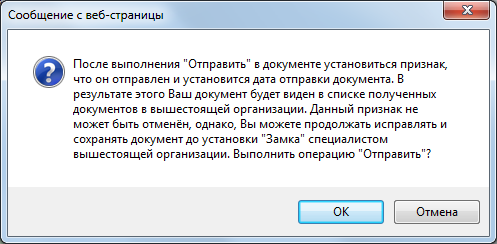 Сообщение с веб-страницы
После выполнения "Отправить" в документе установиться признак,
что он отправлен и установится дата отправки документа. В
результате этого Ваш документ будет виден в списке полученных
документов в вышестоящей организации. Данный признак не
может быть отменён, однако, Вы можете продолжать исправлять и
сохранять документ до установки "Замка" специалистом
вышестоящей организации. Выполнить операцию "Отправить"?
OK
Отмена